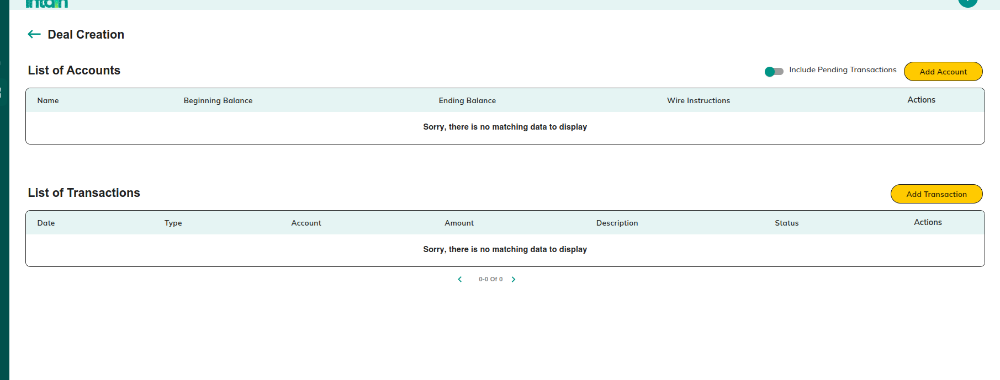 intain
Deal Creation
List of Accounts
Include Pending Transactions
Add Account
Name Beginning Balance Ending Balance Wire Instructions Actions
Sorry, there is no matching data to display
List of Transactions
Add Transaction
Date Type Account Amount Description Status Actions
Sorry, there is no matching data to display
0-0 Of 0